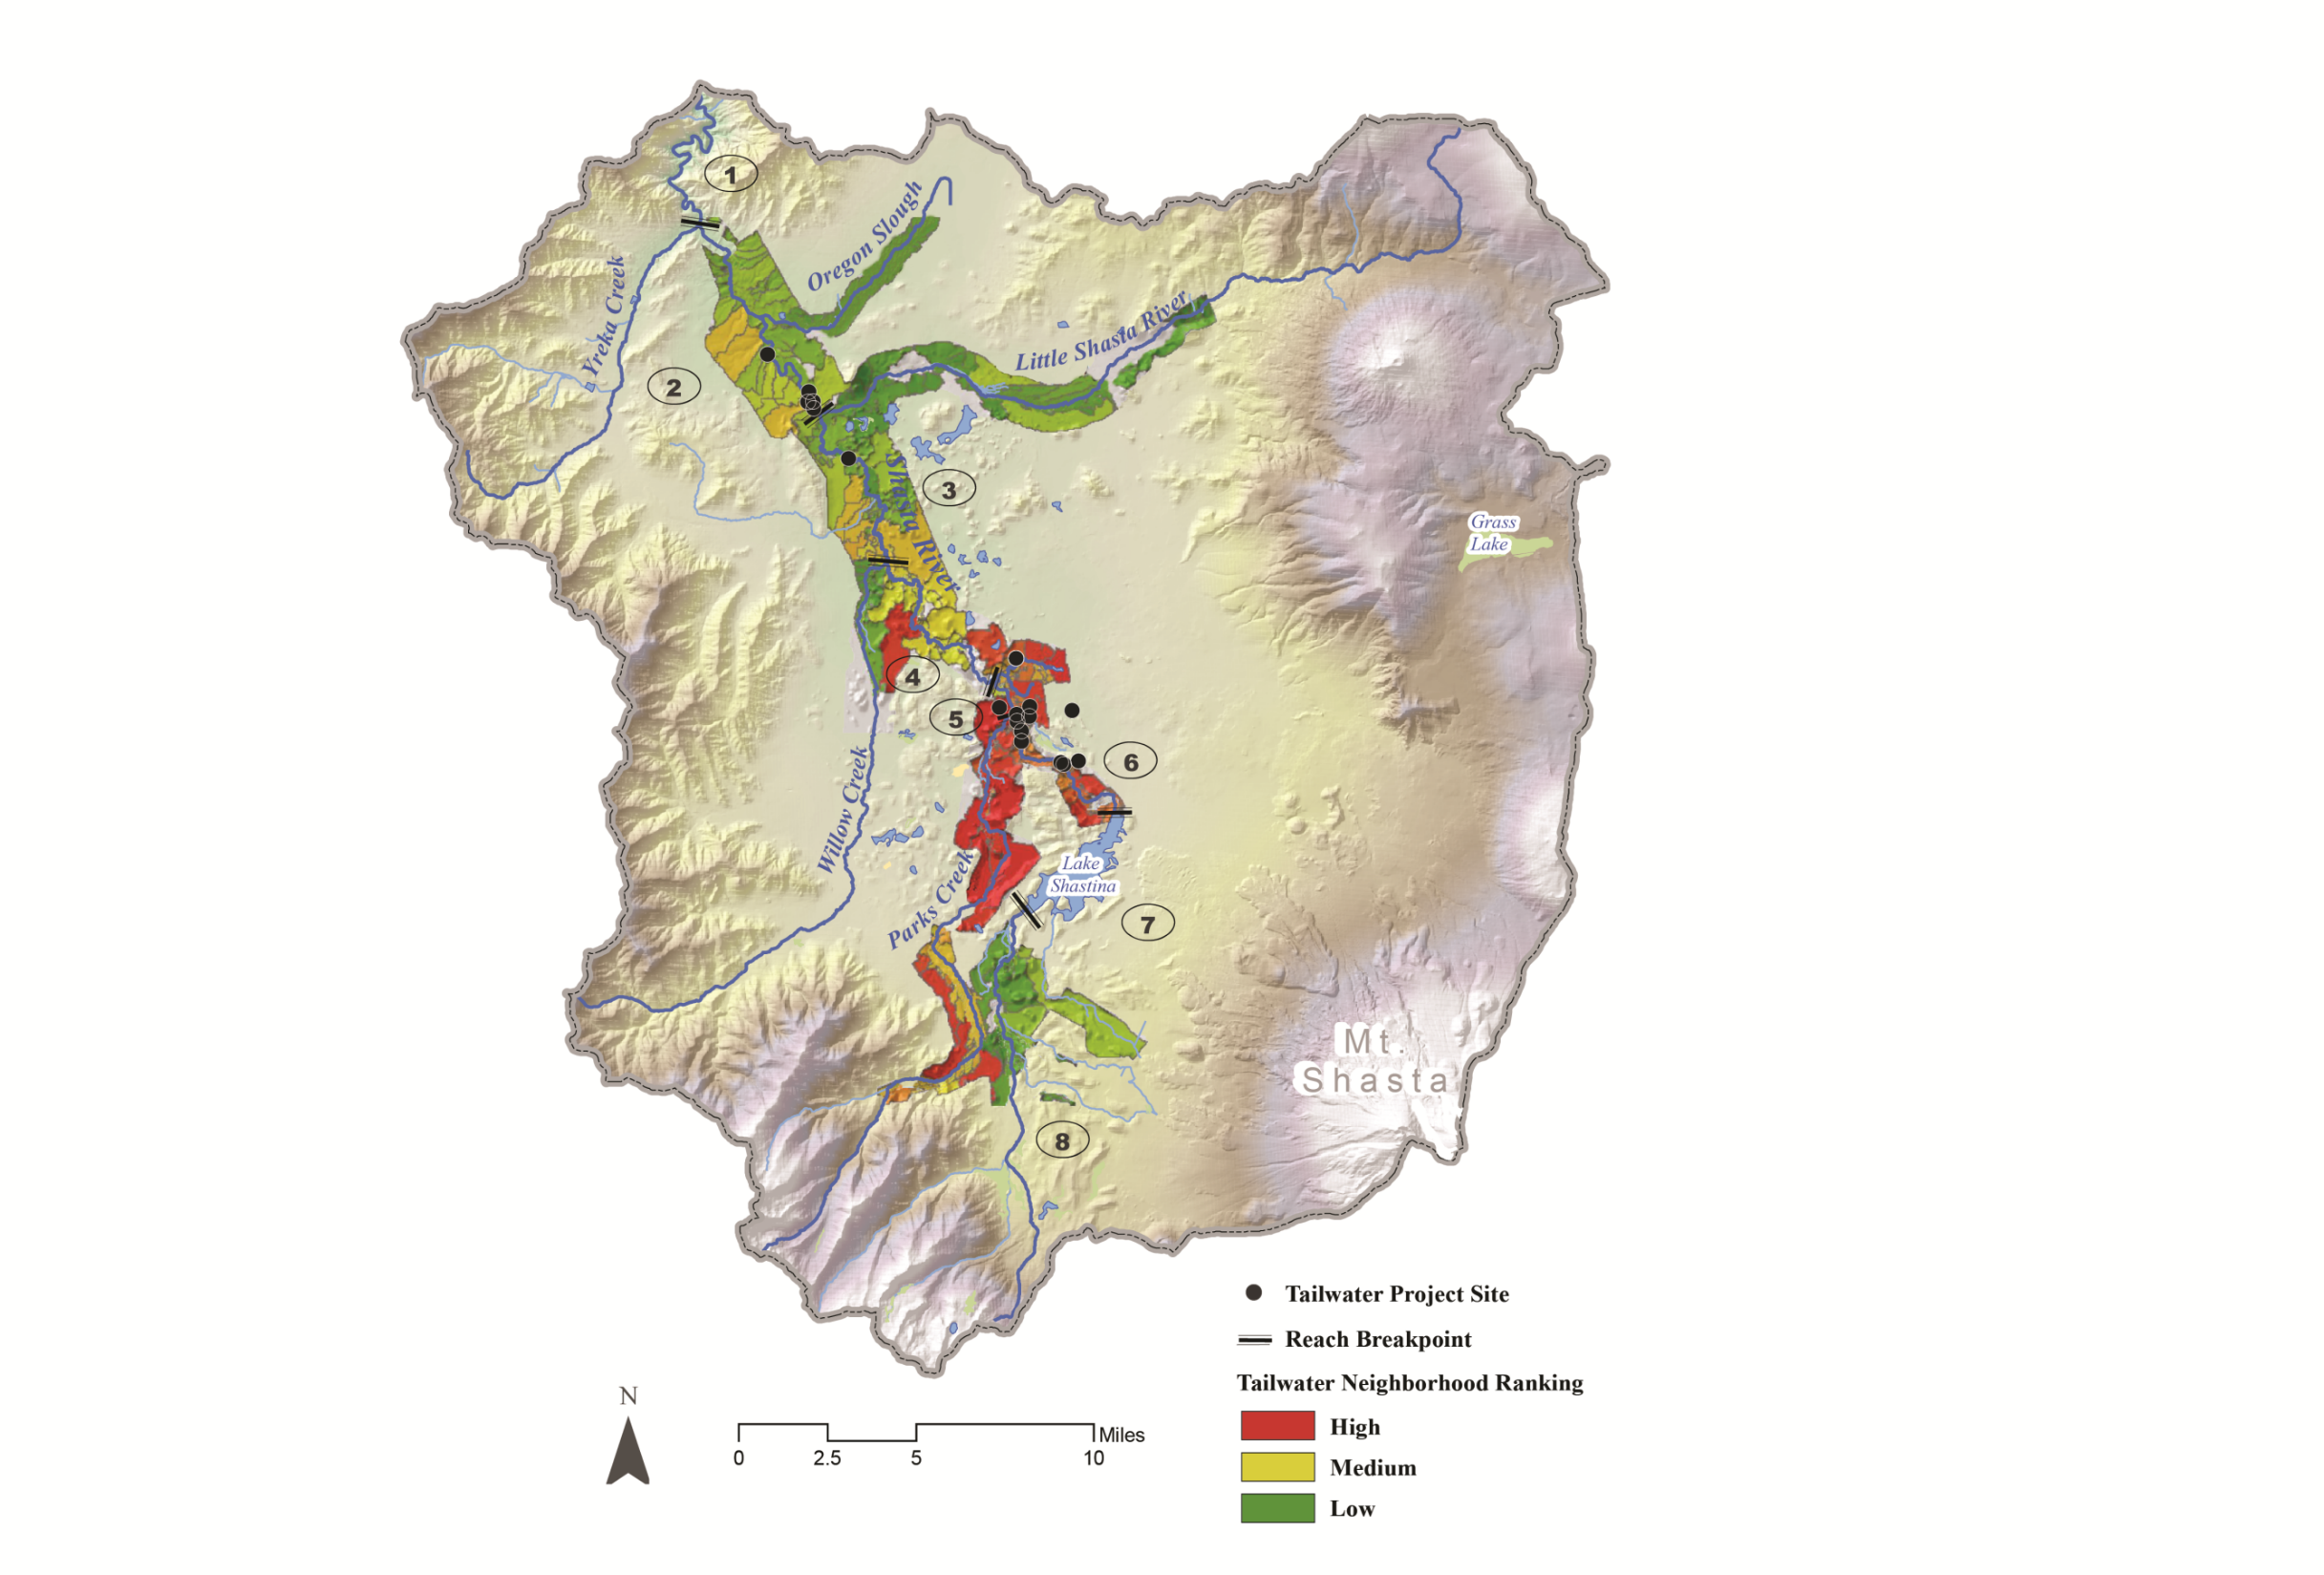 1
Oregon Slough
Yreka Creek
Little Shasta River
2
3
Shasta River
Grass
Lake
4
5
6
Willow Creek
Parks Creek
Lake
Shastina
7
Mt.
Shasta
8
Tailwater Project Site
Reach Breakpoint
Tailwater Neighborhood Ranking
High
Medium
Low
N
Miles
0 2.5 5 10